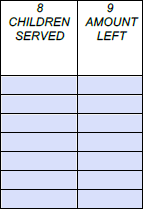 8
CHILDREN
SERVED
9
AMOUNT
LEFT